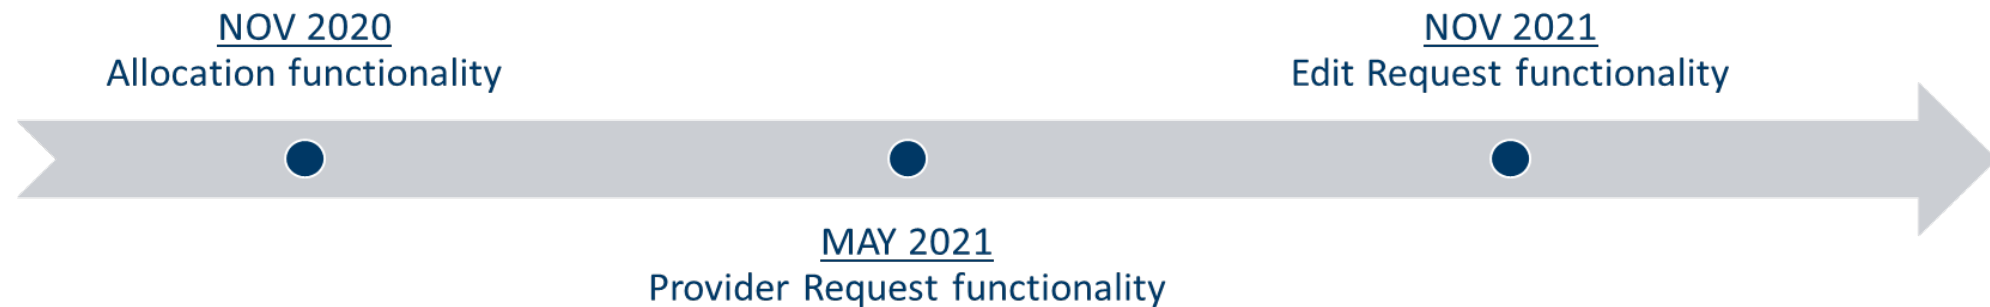 NOV 2020
Allocation functionality
MAY 2021
Provider Request functionality
NOV 2021
Edit Request functionality